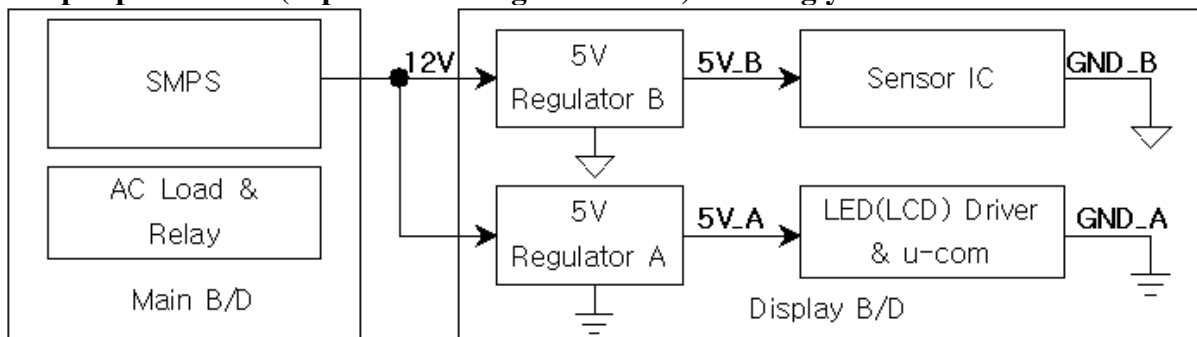 SMPS
12V
5V
Regulator B
5V_B
Sensor IC
GND_B
AC Load &
Relay
5V
Regulator A
5V_A
LED(LCD) Driver
& u-com
GND_A
Main B/D
Display B/D